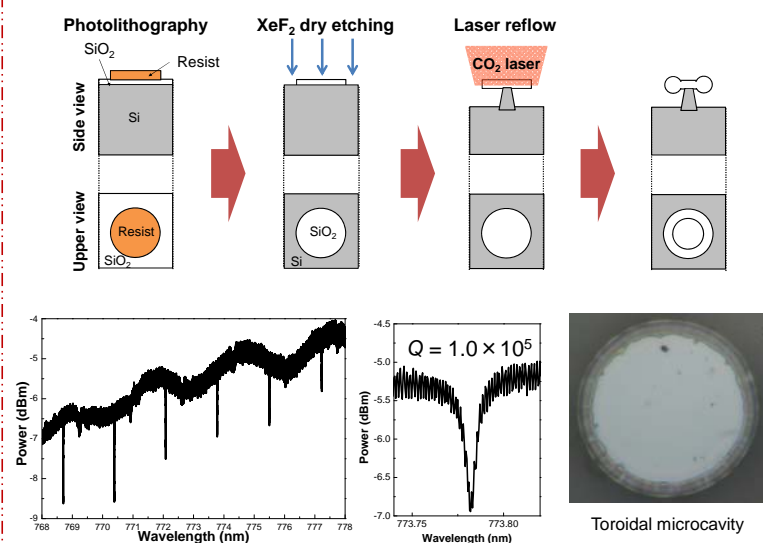 Photolithography
XeF₂ dry etching
Laser reflow
SiO₂
Resist
CO₂ laser
Side view
Si
Upper view
Resist
SiO₂
SiO₂
Si
-4
-5
-6
-7
-8
-9
Power (dBm)
768 769 770 771 772 773 774 775 776 777 778
Wavelength (nm)
-4.5
-5.0
-5.5
-6.0
-6.5
-7.0
Power (dBm)
Q = 1.0 × 10⁵
773.75 773.80
Wavelength (nm)
Toroidal microcavity